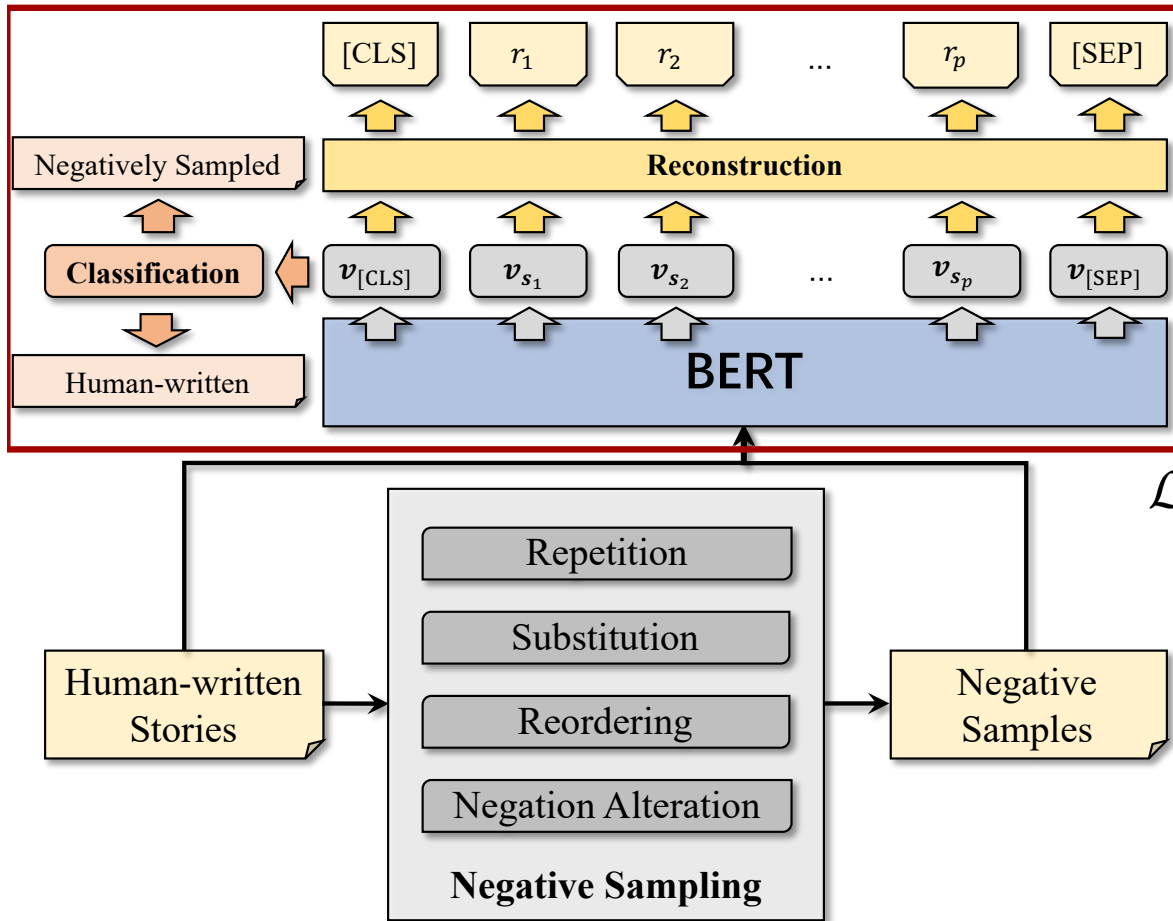 [CLS] r₁ r₂ ... rₚ [SEP]
Negatively Sampled
Reconstruction
Classification
v[CLS] vs₁ vs₂ ... vsₚ v[SEP]
Human-written
BERT
ℒ
Repetition
Substitution
Reordering
Negation Alteration
Negative Sampling
Human-written
Stories
Negative
Samples